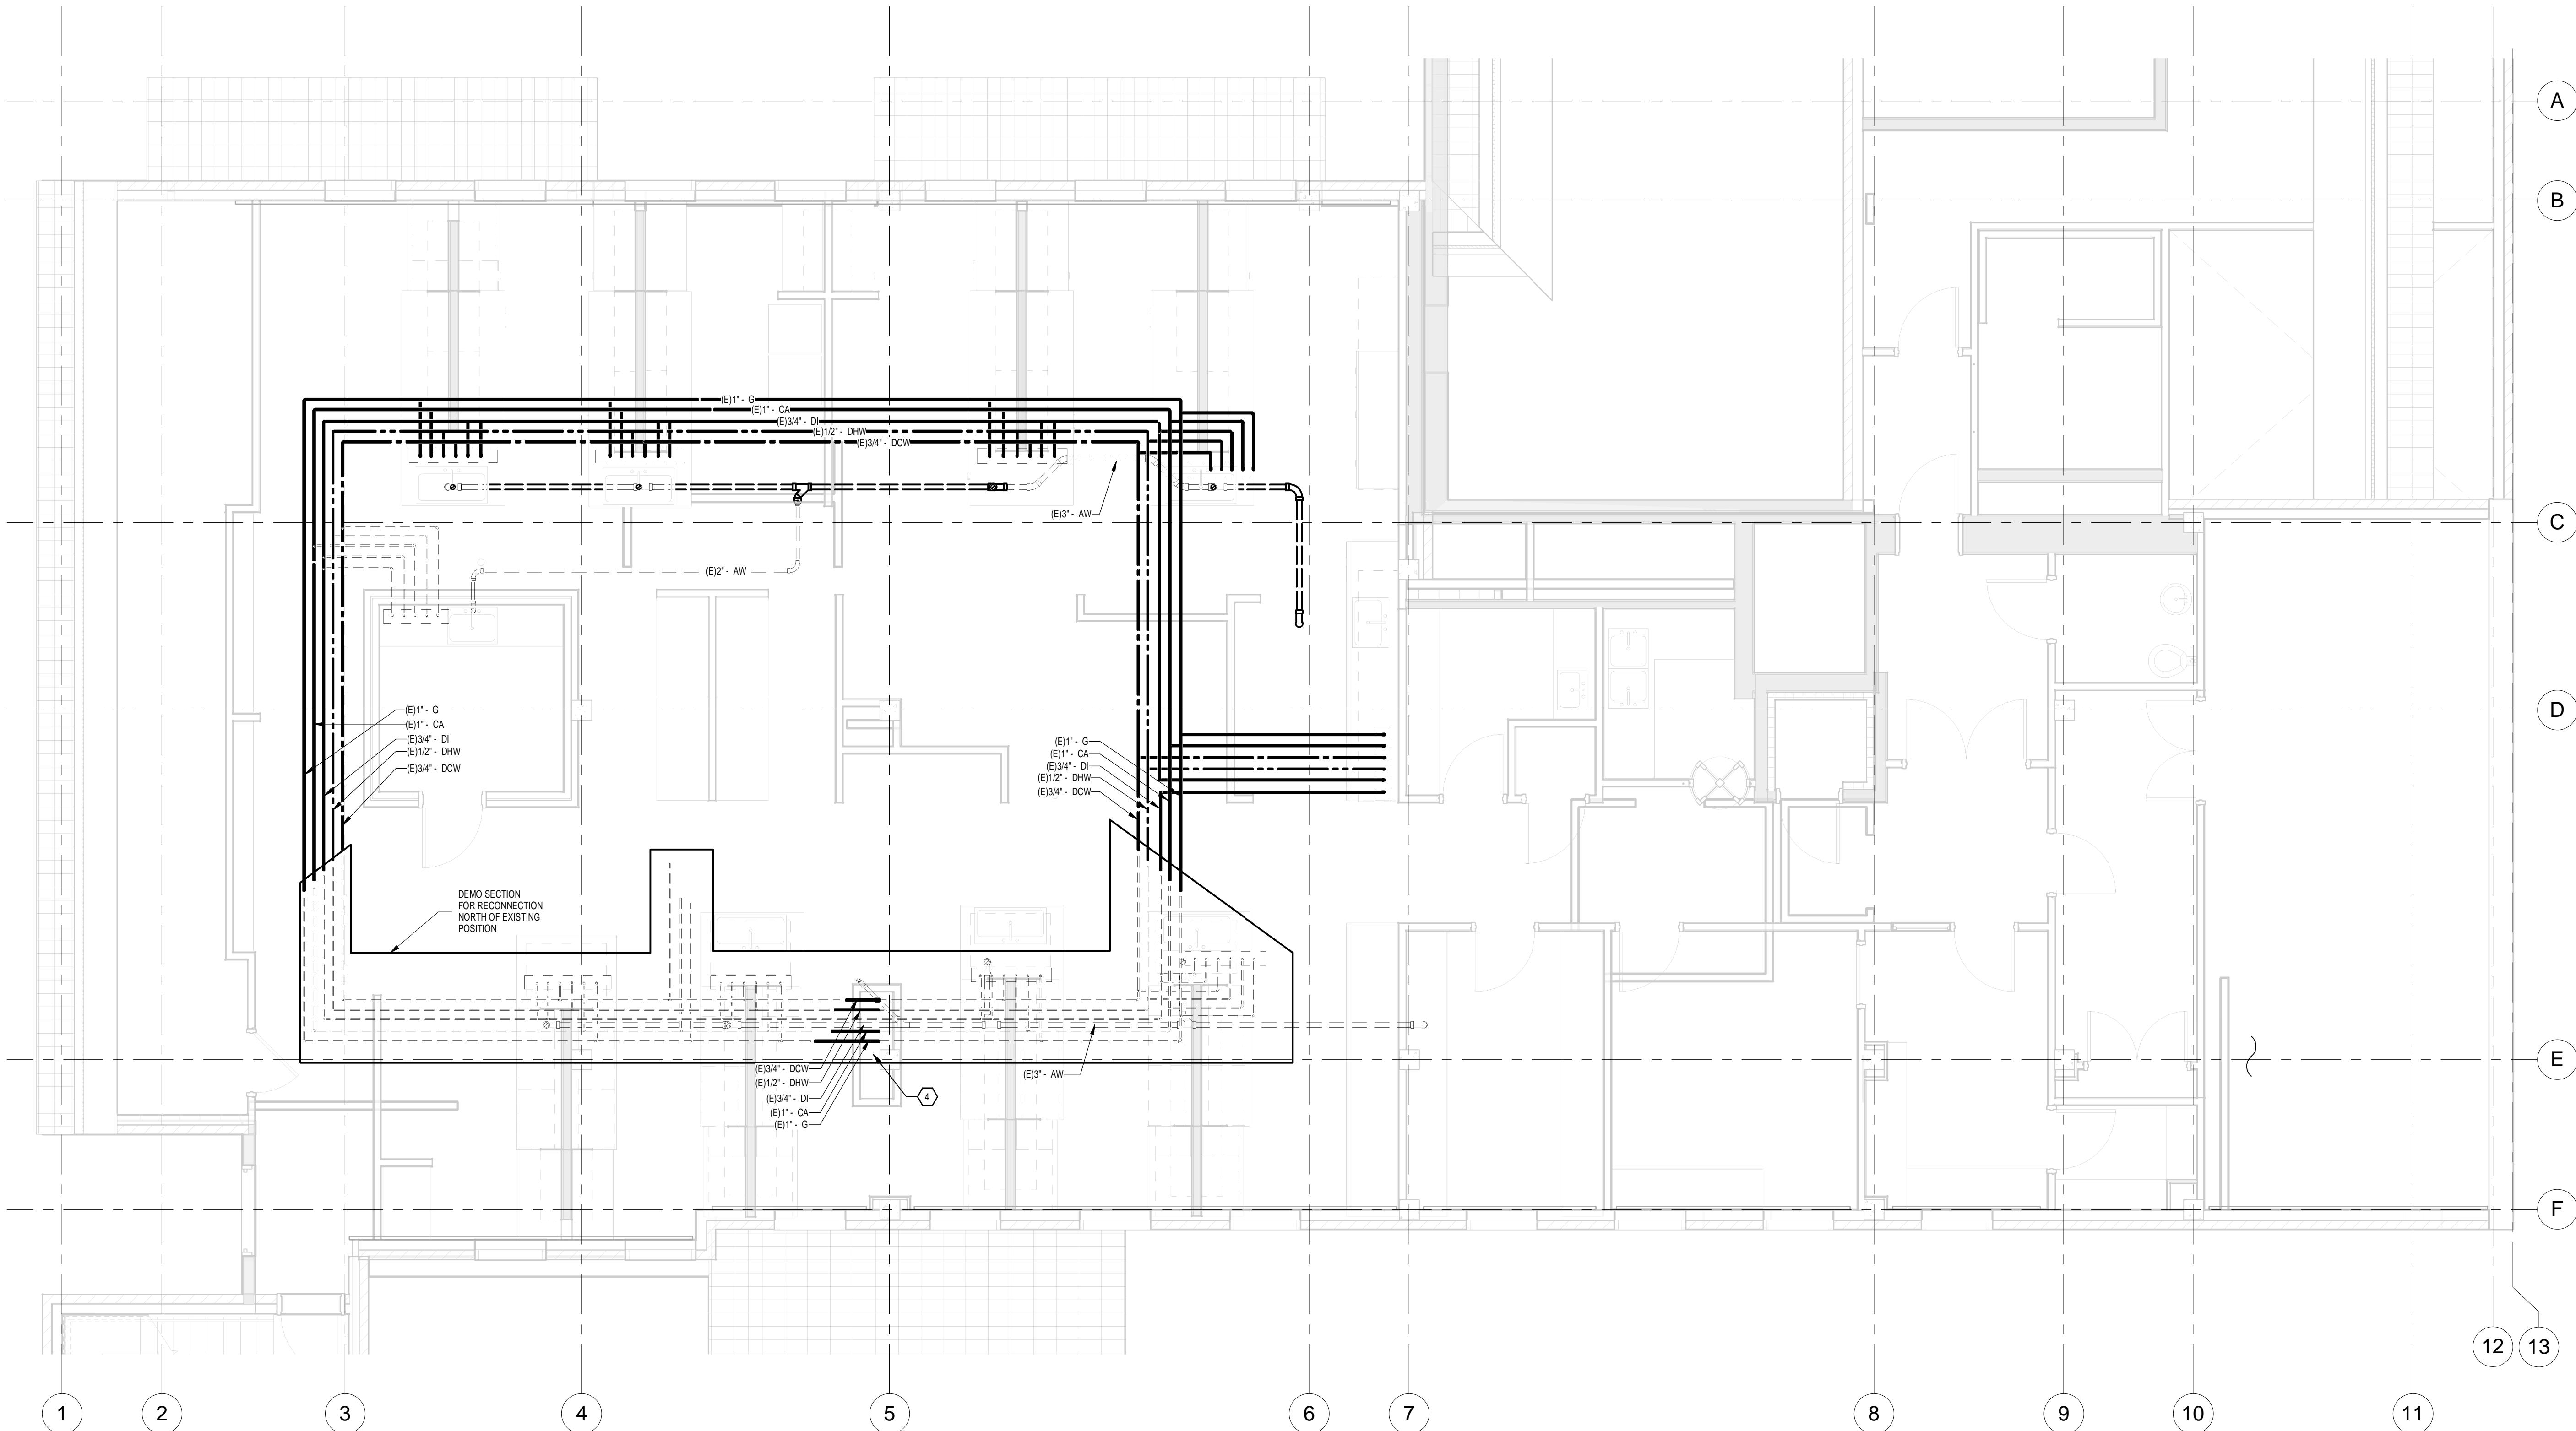 A
B
(E)1" - G
(E)1" - CA
(E)3/4" - DI
(E)1/2" - DHW
(E)3/4" - DCW
(E)3" - AW
C
(E)2" - AW
(E)1" - G
(E)1" - CA
(E)3/4" - DI
(E)1/2" - DHW
(E)3/4" - DCW
D
(E)1" - G
(E)1" - CA
(E)3/4" - DI
(E)1/2" - DHW
(E)3/4" - DCW
DEMO SECTION
FOR RECONNECTION
NORTH OF EXISTING
POSITION
(E)3/4" - DCW
(E)1/2" - DHW
(E)3/4" - DI
(E)1" - CA
(E)1" - G
4
(E)3" - AW
E
F
12
13
1
2
3
4
5
6
7
8
9
10
11